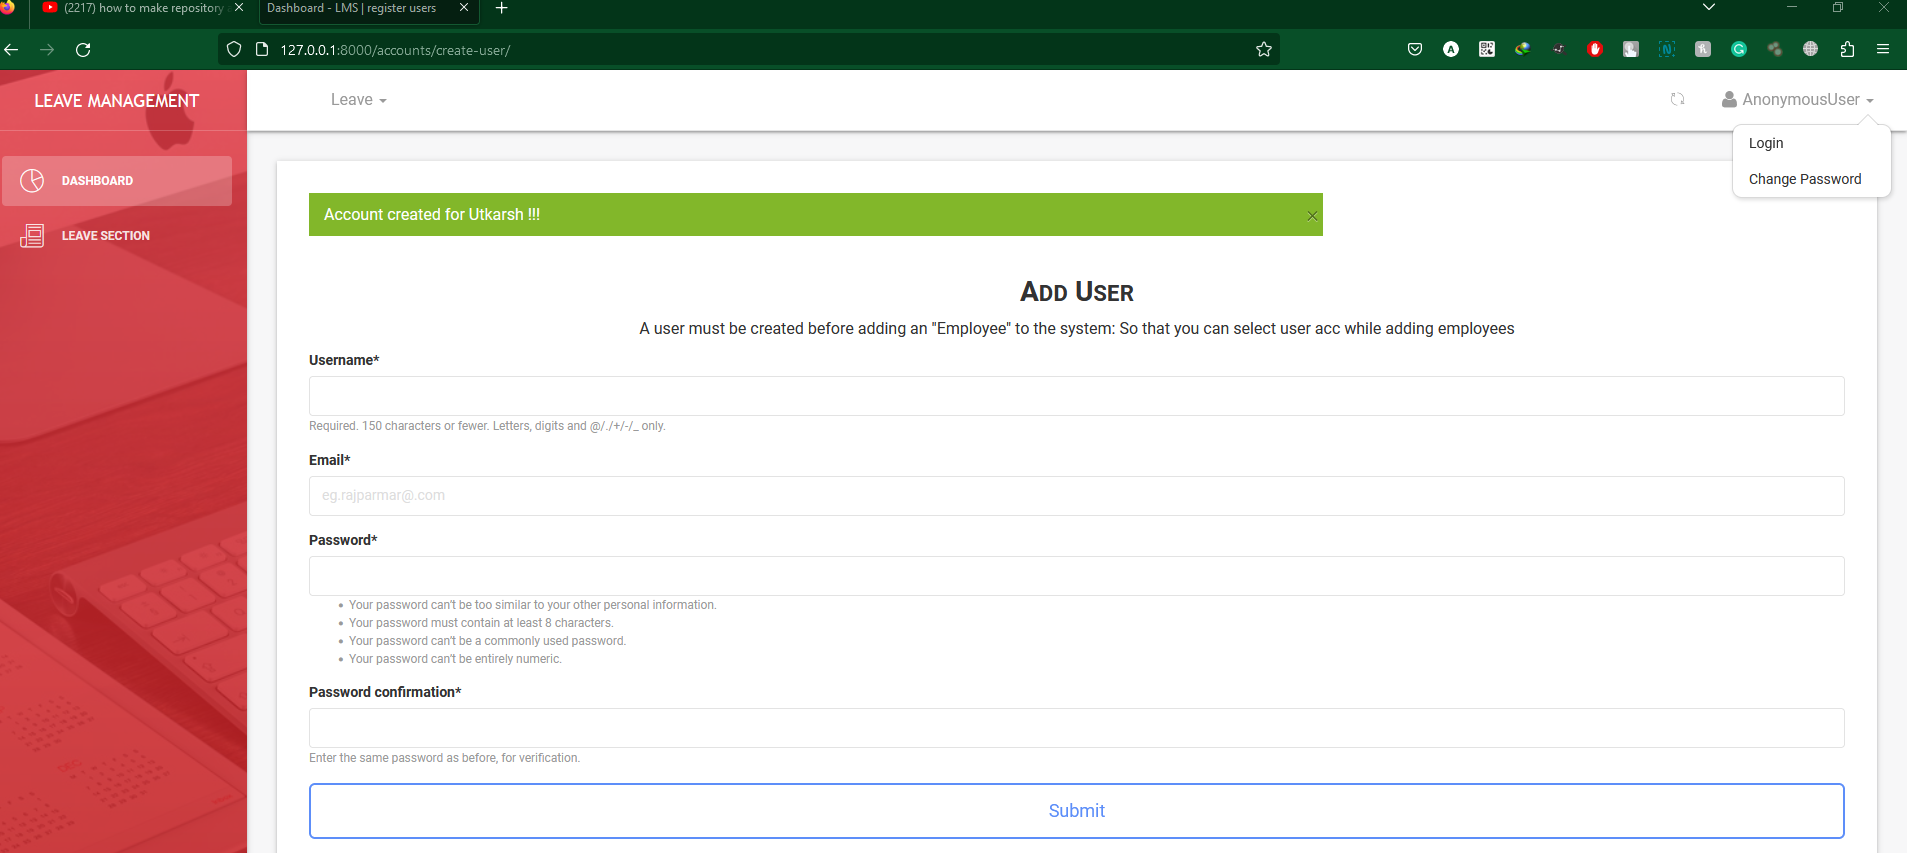 (2217) how to make repository
Dashboard - LMS | register users
127.0.0.1:8000/accounts/create-user/
LEAVE MANAGEMENT
Leave
AnonymousUser
Login
Change Password
DASHBOARD
LEAVE SECTION
Account created for Utkarsh !!!
ADD USER
A user must be created before adding an "Employee" to the system: So that you can select user acc while adding employees
Username*
Required. 150 characters or fewer. Letters, digits and @/./+/-/_ only.
Email*
eg.rajparmar@.com
Password*
• Your password can't be too similar to your other personal information.
• Your password must contain at least 8 characters.
• Your password can't be a commonly used password.
• Your password can't be entirely numeric.
Password confirmation*
Enter the same password as before, for verification.
Submit